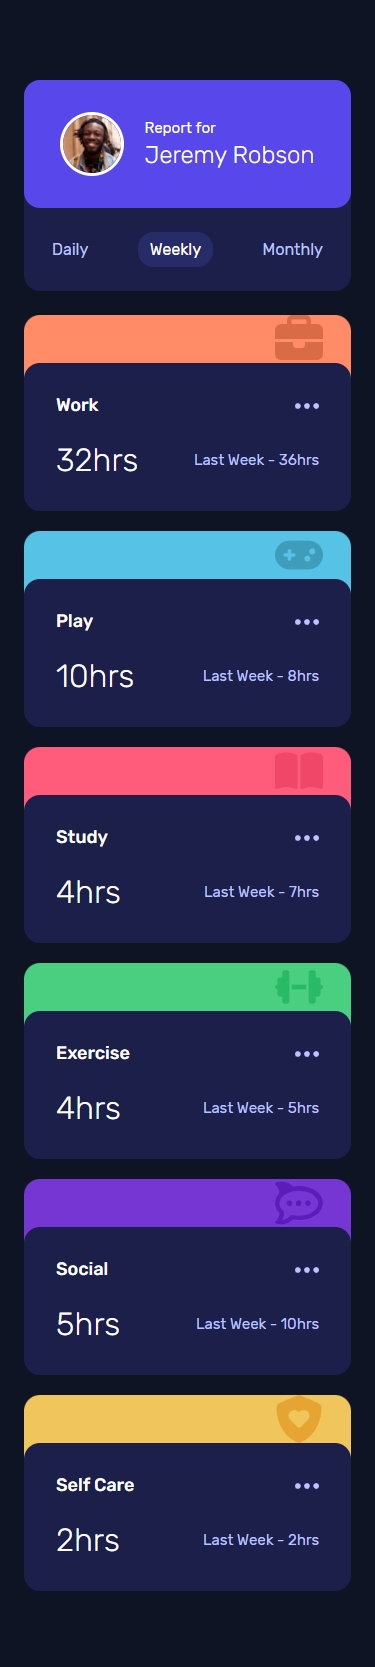 Report for
Jeremy Robson
Daily Weekly Monthly
Work
32hrs Last Week - 36hrs
Play
10hrs Last Week - 8hrs
Study
4hrs Last Week - 7hrs
Exercise
4hrs Last Week - 5hrs
Social
5hrs Last Week - 10hrs
Self Care
2hrs Last Week - 2hrs